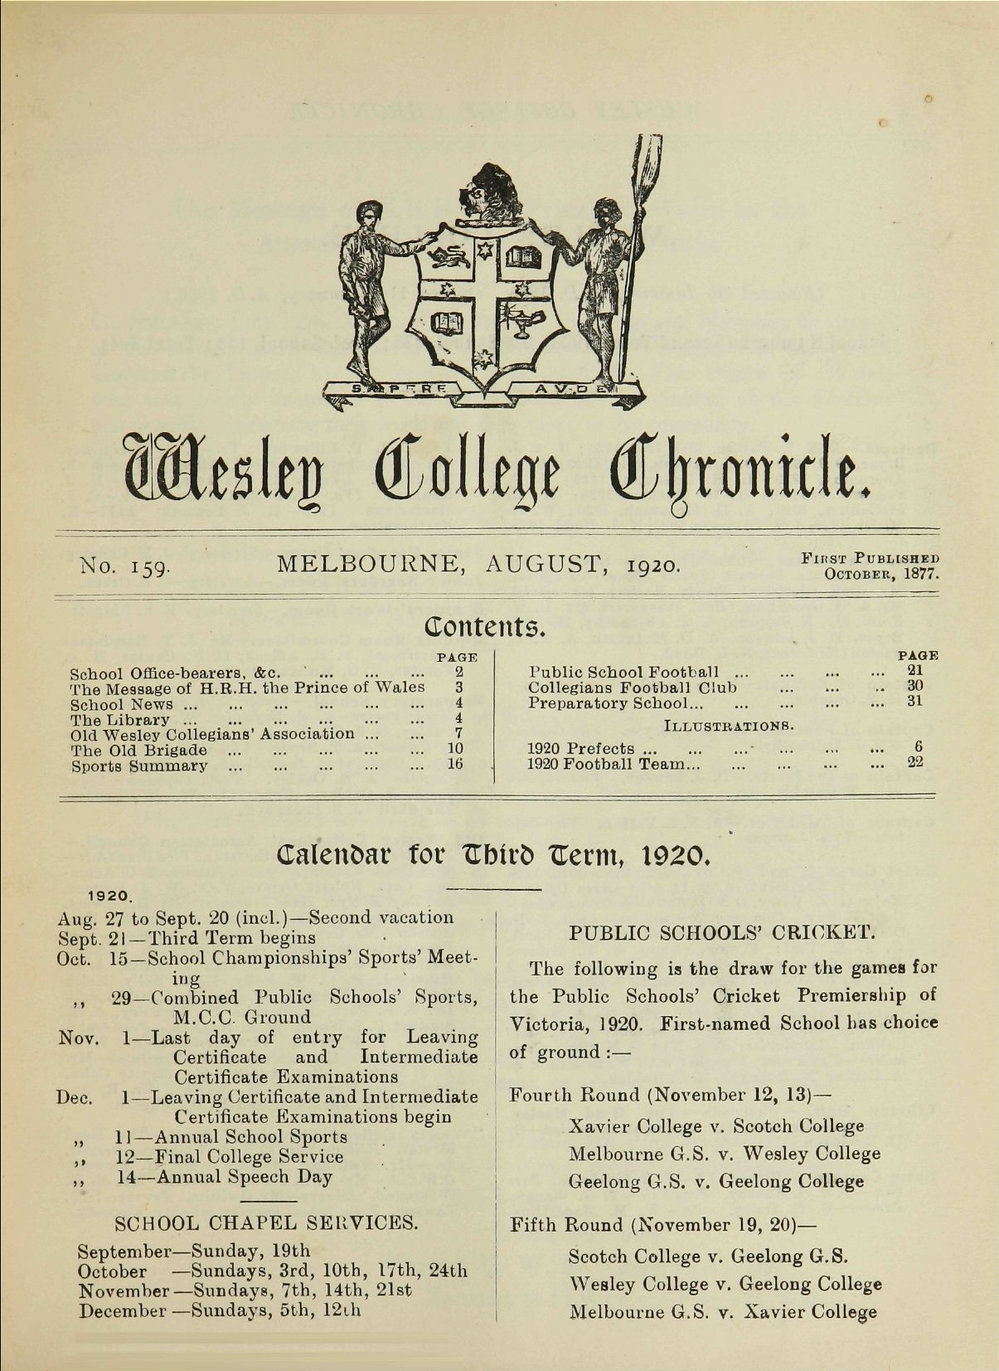 SAPERE AVDE
Wesley College Chronicle.
No. 159. MELBOURNE, AUGUST, 1920. FIRST PUBLISHED
OCTOBER, 1877.
Contents.
PAGE
School Office-bearers, &c. ... ... ... 2
The Message of H.R.H. the Prince of Wales 3
School News ... ... ... ... ... ... 4
The Library ... ... ... ... ... ... 4
Old Wesley Collegians' Association ... ... 7
The Old Brigade ... ... ... ... ... 10
Sports Summary ... ... ... ... ... 16
PAGE
Public School Football ... ... ... ... 21
Collegians Football Club ... ... .. 30
Preparatory School... ... ... ... ... 31
ILLUSTRATIONS.
1920 Prefects ... ... ... ... ... ... 6
1920 Football Team... ... ... ... ... 22
Calendar for Third Term, 1920.
1920.
Aug. 27 to Sept. 20 (incl.)—Second vacation
Sept. 21—Third Term begins
Oct. 15—School Championships' Sports' Meet-
ing
,, 29—Combined Public Schools' Sports,
M.C.C. Ground
Nov. 1—Last day of entry for Leaving
Certificate and Intermediate
Certificate Examinations
Dec. 1—Leaving Certificate and Intermediate
Certificate Examinations begin
,, 11—Annual School Sports
,, 12—Final College Service
,, 14—Annual Speech Day
SCHOOL CHAPEL SERVICES.
September—Sunday, 19th
October —Sundays, 3rd, 10th, 17th, 24th
November—Sundays, 7th, 14th, 21st
December—Sundays, 5th, 12th
PUBLIC SCHOOLS' CRICKET.
The following is the draw for the games for
the Public Schools' Cricket Premiership of
Victoria, 1920. First-named School has choice
of ground :—
Fourth Round (November 12, 13)—
Xavier College v. Scotch College
Melbourne G.S. v. Wesley College
Geelong G.S. v. Geelong College
Fifth Round (November 19, 20)—
Scotch College v. Geelong G.S.
Wesley College v. Geelong College
Melbourne G.S. v. Xavier College